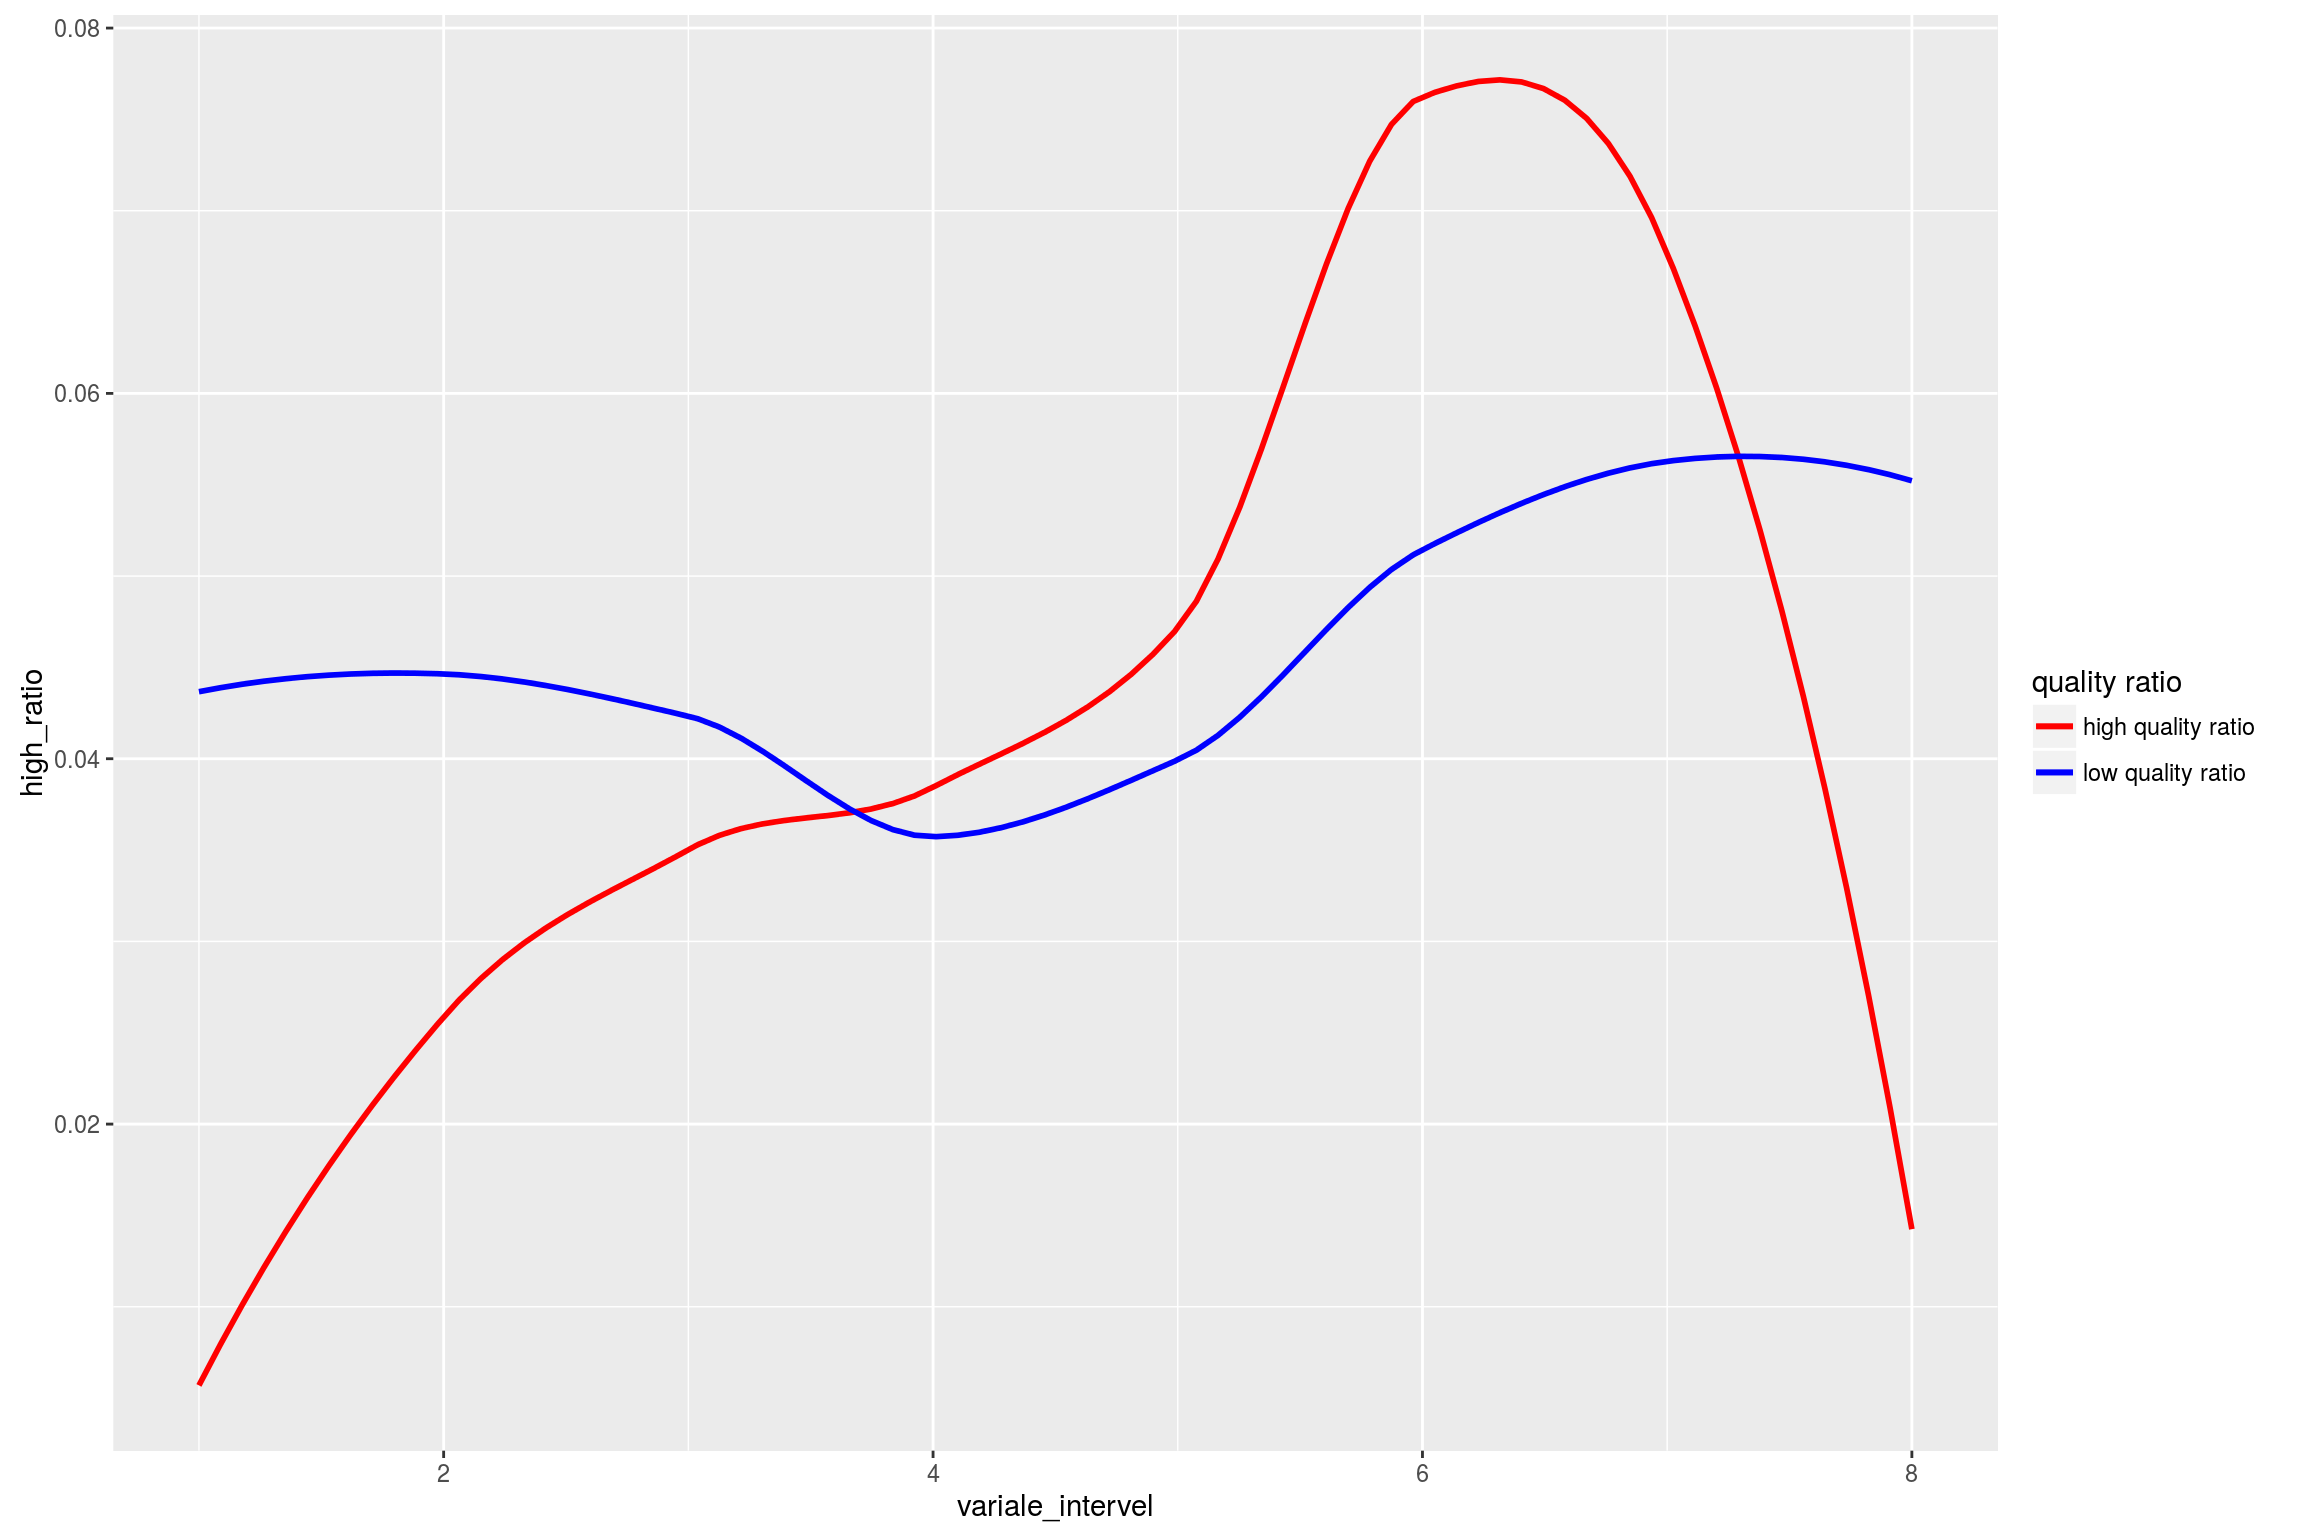 0.08
0.06
0.04
0.02
high_ratio
2 4 6 8
variale_intervel
quality ratio
high quality ratio
low quality ratio